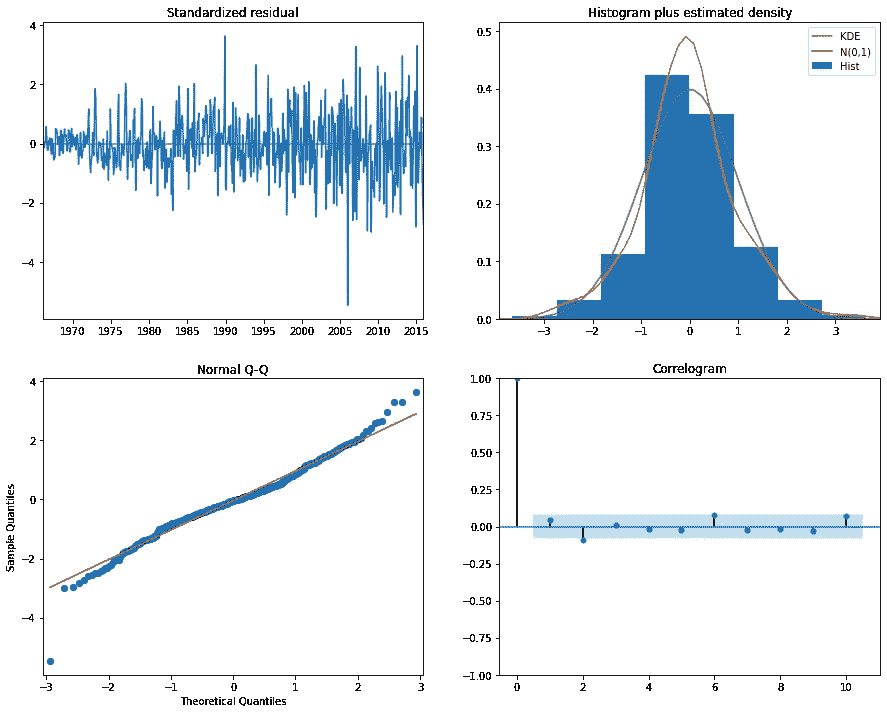 Standardized residual
4
2
0
−2
−4
1970 1975 1980 1985 1990 1995 2000 2005 2010 2015
Histogram plus estimated density
KDE
N(0,1)
Hist
0.5
0.4
0.3
0.2
0.1
0.0
−3 −2 −1 0 1 2 3
Normal Q-Q
Sample Quantiles
4
2
0
−2
−4
−3 −2 −1 0 1 2 3
Theoretical Quantiles
Correlogram
1.00
0.75
0.50
0.25
0.00
−0.25
−0.50
−0.75
−1.00
0 2 4 6 8 10